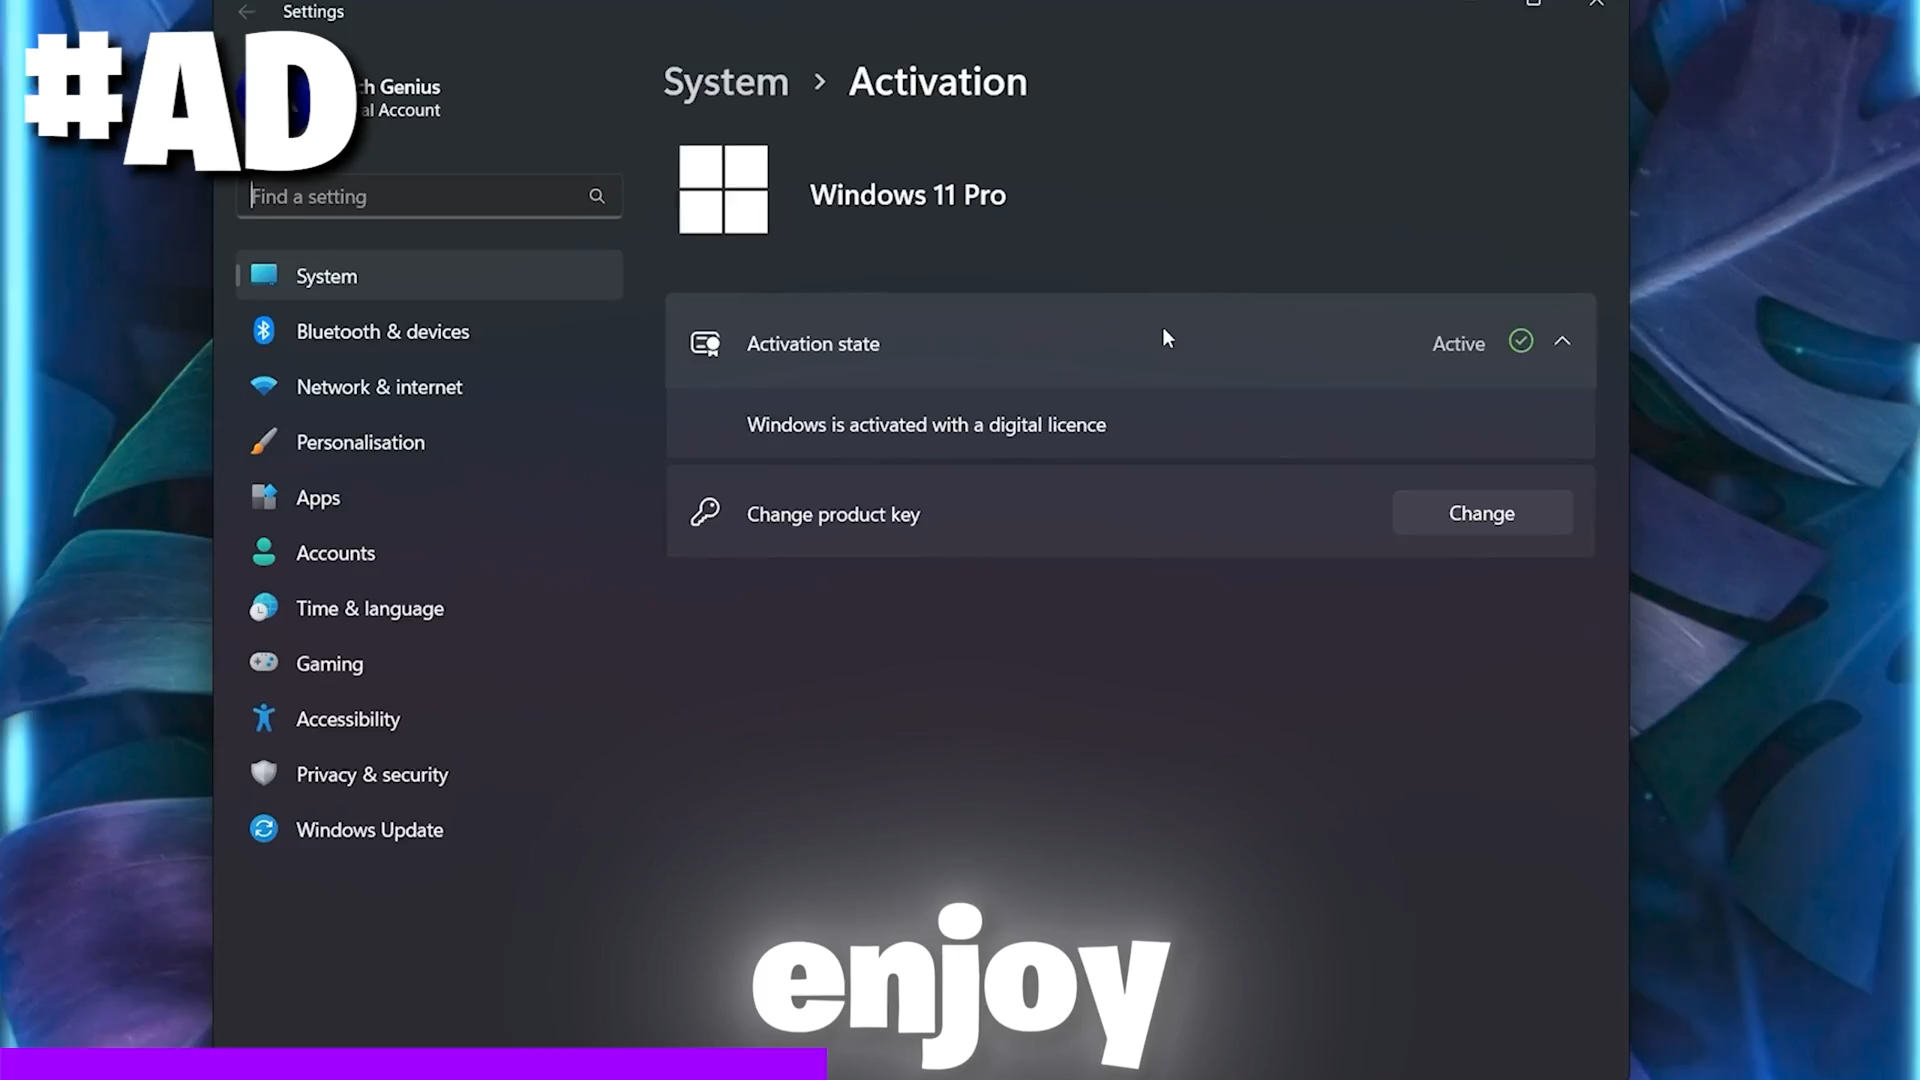 Settings
#AD
ch Genius
al Account
Find a setting
System
Bluetooth & devices
Network & internet
Personalisation
Apps
Accounts
Time & language
Gaming
Accessibility
Privacy & security
Windows Update
System > Activation
Windows 11 Pro
Activation state
Active
Windows is activated with a digital licence
Change product key
Change
enjoy